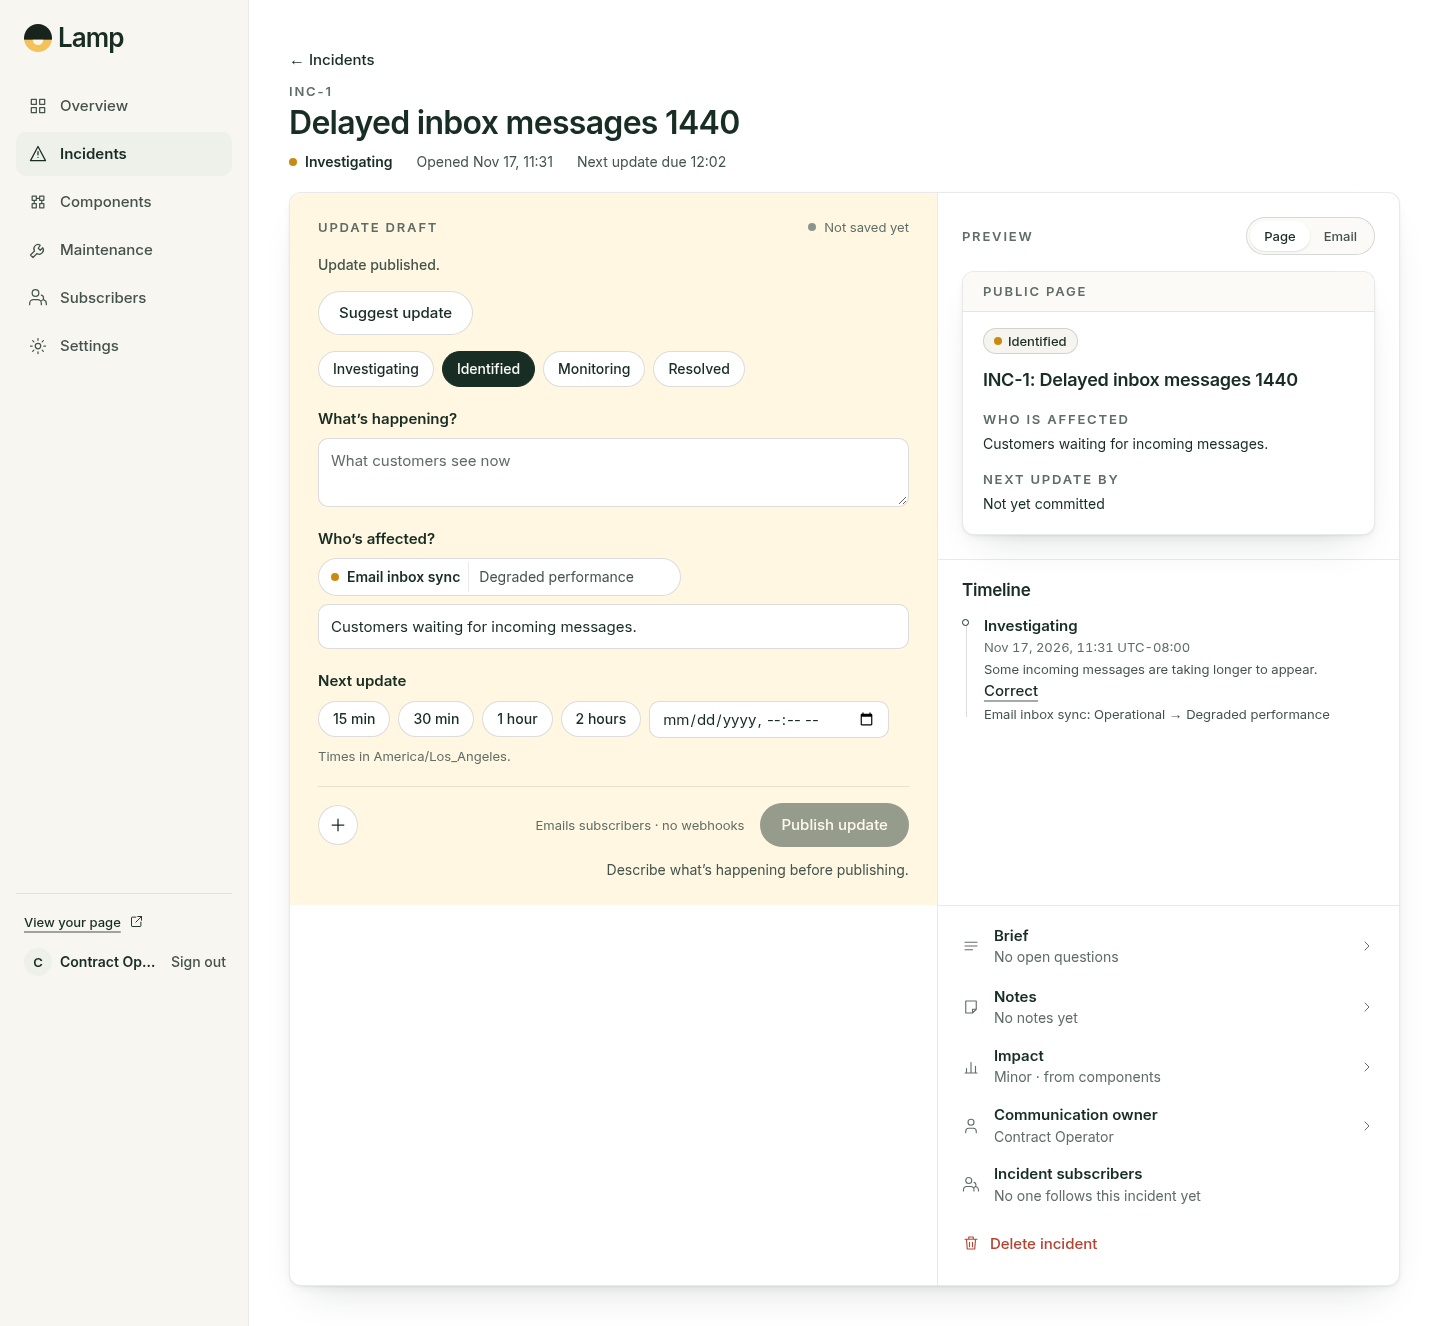 Lamp
Overview
Incidents
Components
Maintenance
Subscribers
Settings
View your page
C Contract Op... Sign out
← Incidents
INC-1
Delayed inbox messages 1440
Investigating Opened Nov 17, 11:31 Next update due 12:02
UPDATE DRAFT Not saved yet
Update published.
Suggest update
Investigating Identified Monitoring Resolved
What's happening?
What customers see now
Who's affected?
Email inbox sync Degraded performance
Customers waiting for incoming messages.
Next update
15 min 30 min 1 hour 2 hours mm/dd/yyyy, --:-- --
Times in America/Los_Angeles.
Emails subscribers · no webhooks Publish update
Describe what's happening before publishing.
PREVIEW Page Email
PUBLIC PAGE
Identified
INC-1: Delayed inbox messages 1440
WHO IS AFFECTED
Customers waiting for incoming messages.
NEXT UPDATE BY
Not yet committed
Timeline
Investigating
Nov 17, 2026, 11:31 UTC-08:00
Some incoming messages are taking longer to appear.
Correct
Email inbox sync: Operational → Degraded performance
Brief
No open questions
Notes
No notes yet
Impact
Minor · from components
Communication owner
Contract Operator
Incident subscribers
No one follows this incident yet
Delete incident